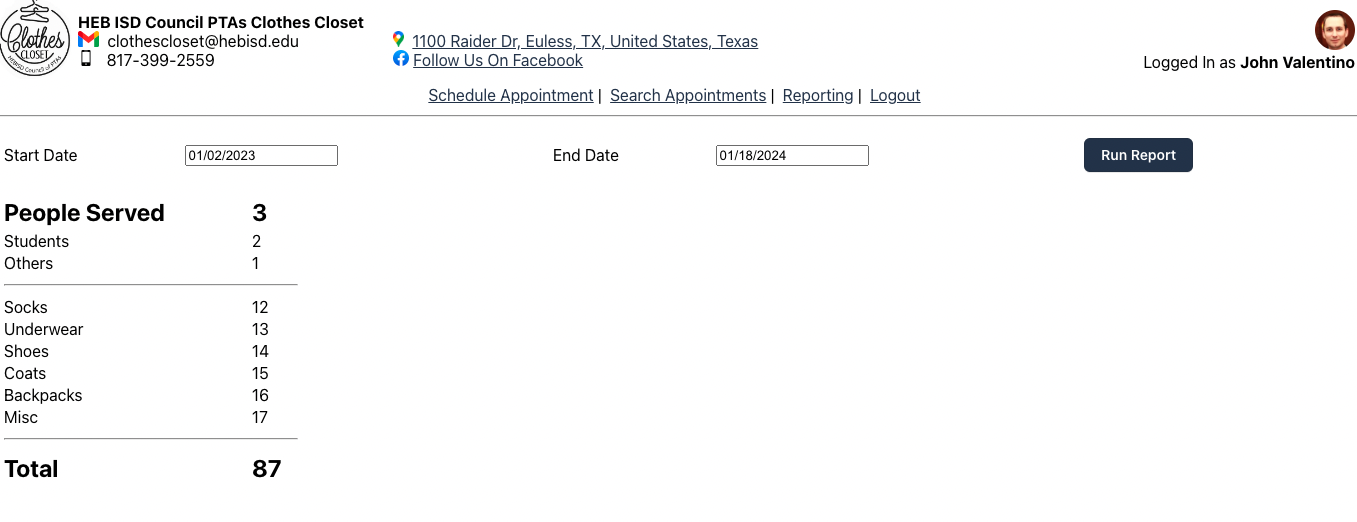 Clothes
CLOSET
HEBISD Council of PTAs
HEB ISD Council PTAs Clothes Closet
clothescloset@hebisd.edu
817-399-2559
1100 Raider Dr, Euless, TX, United States, Texas
Follow Us On Facebook
Logged In as John Valentino
Schedule Appointment | Search Appointments | Reporting | Logout
Start Date 01/02/2023 End Date 01/18/2024 Run Report
People Served 3
Students 2
Others 1
Socks 12
Underwear 13
Shoes 14
Coats 15
Backpacks 16
Misc 17
Total 87